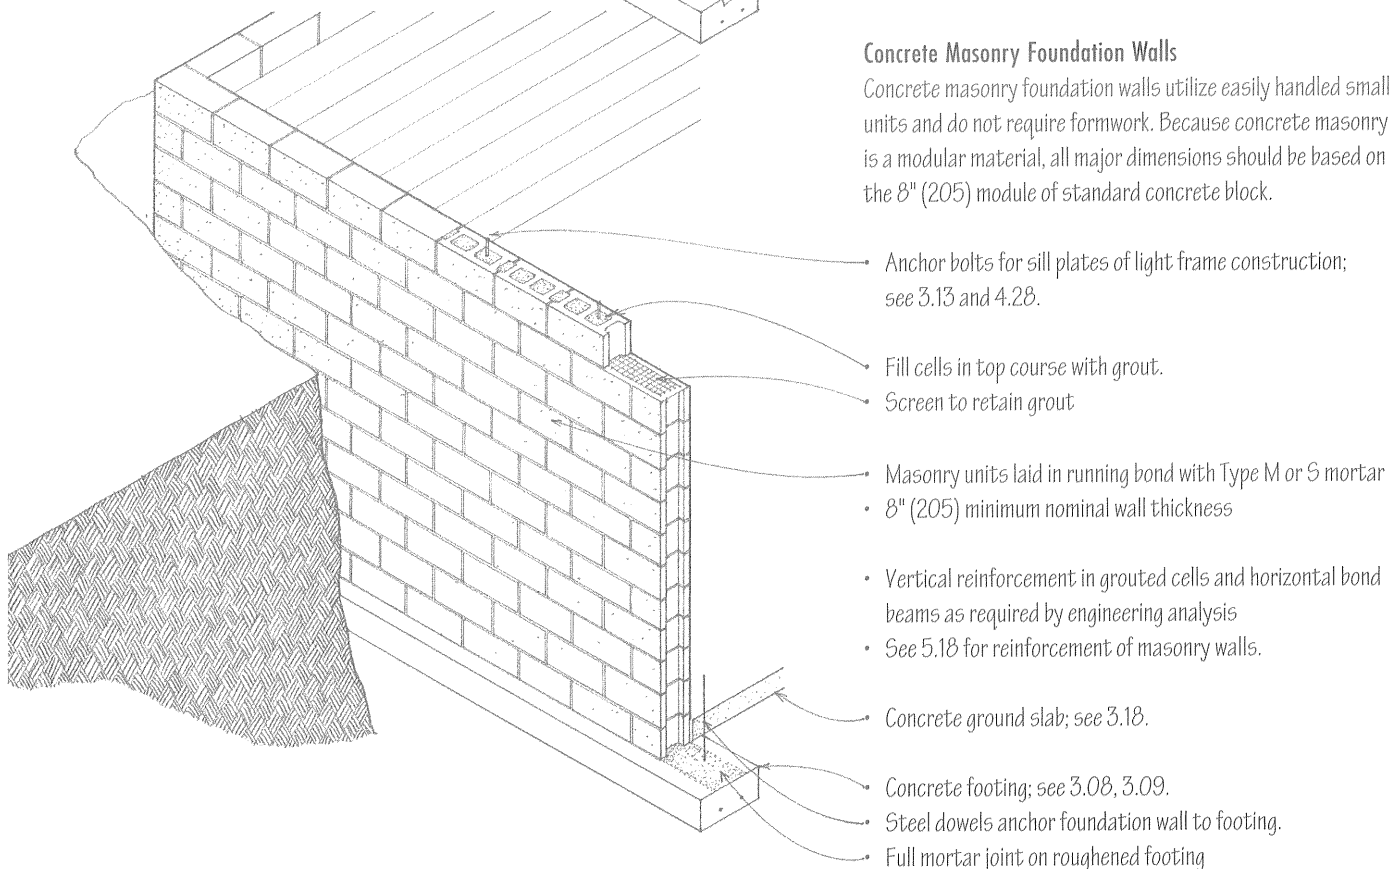 Concrete Masonry Foundation Walls
Concrete masonry foundation walls utilize easily handled small
units and do not require formwork. Because concrete masonry
is a modular material, all major dimensions should be based on
the 8" (205) module of standard concrete block.
• Anchor bolts for sill plates of light frame construction;
see 3.13 and 4.28.
• Fill cells in top course with grout.
• Screen to retain grout
• Masonry units laid in running bond with Type M or S mortar
• 8" (205) minimum nominal wall thickness
• Vertical reinforcement in grouted cells and horizontal bond
beams as required by engineering analysis
• See 5.18 for reinforcement of masonry walls.
• Concrete ground slab; see 3.18.
• Concrete footing; see 3.08, 3.09.
• Steel dowels anchor foundation wall to footing.
• Full mortar joint on roughened footing